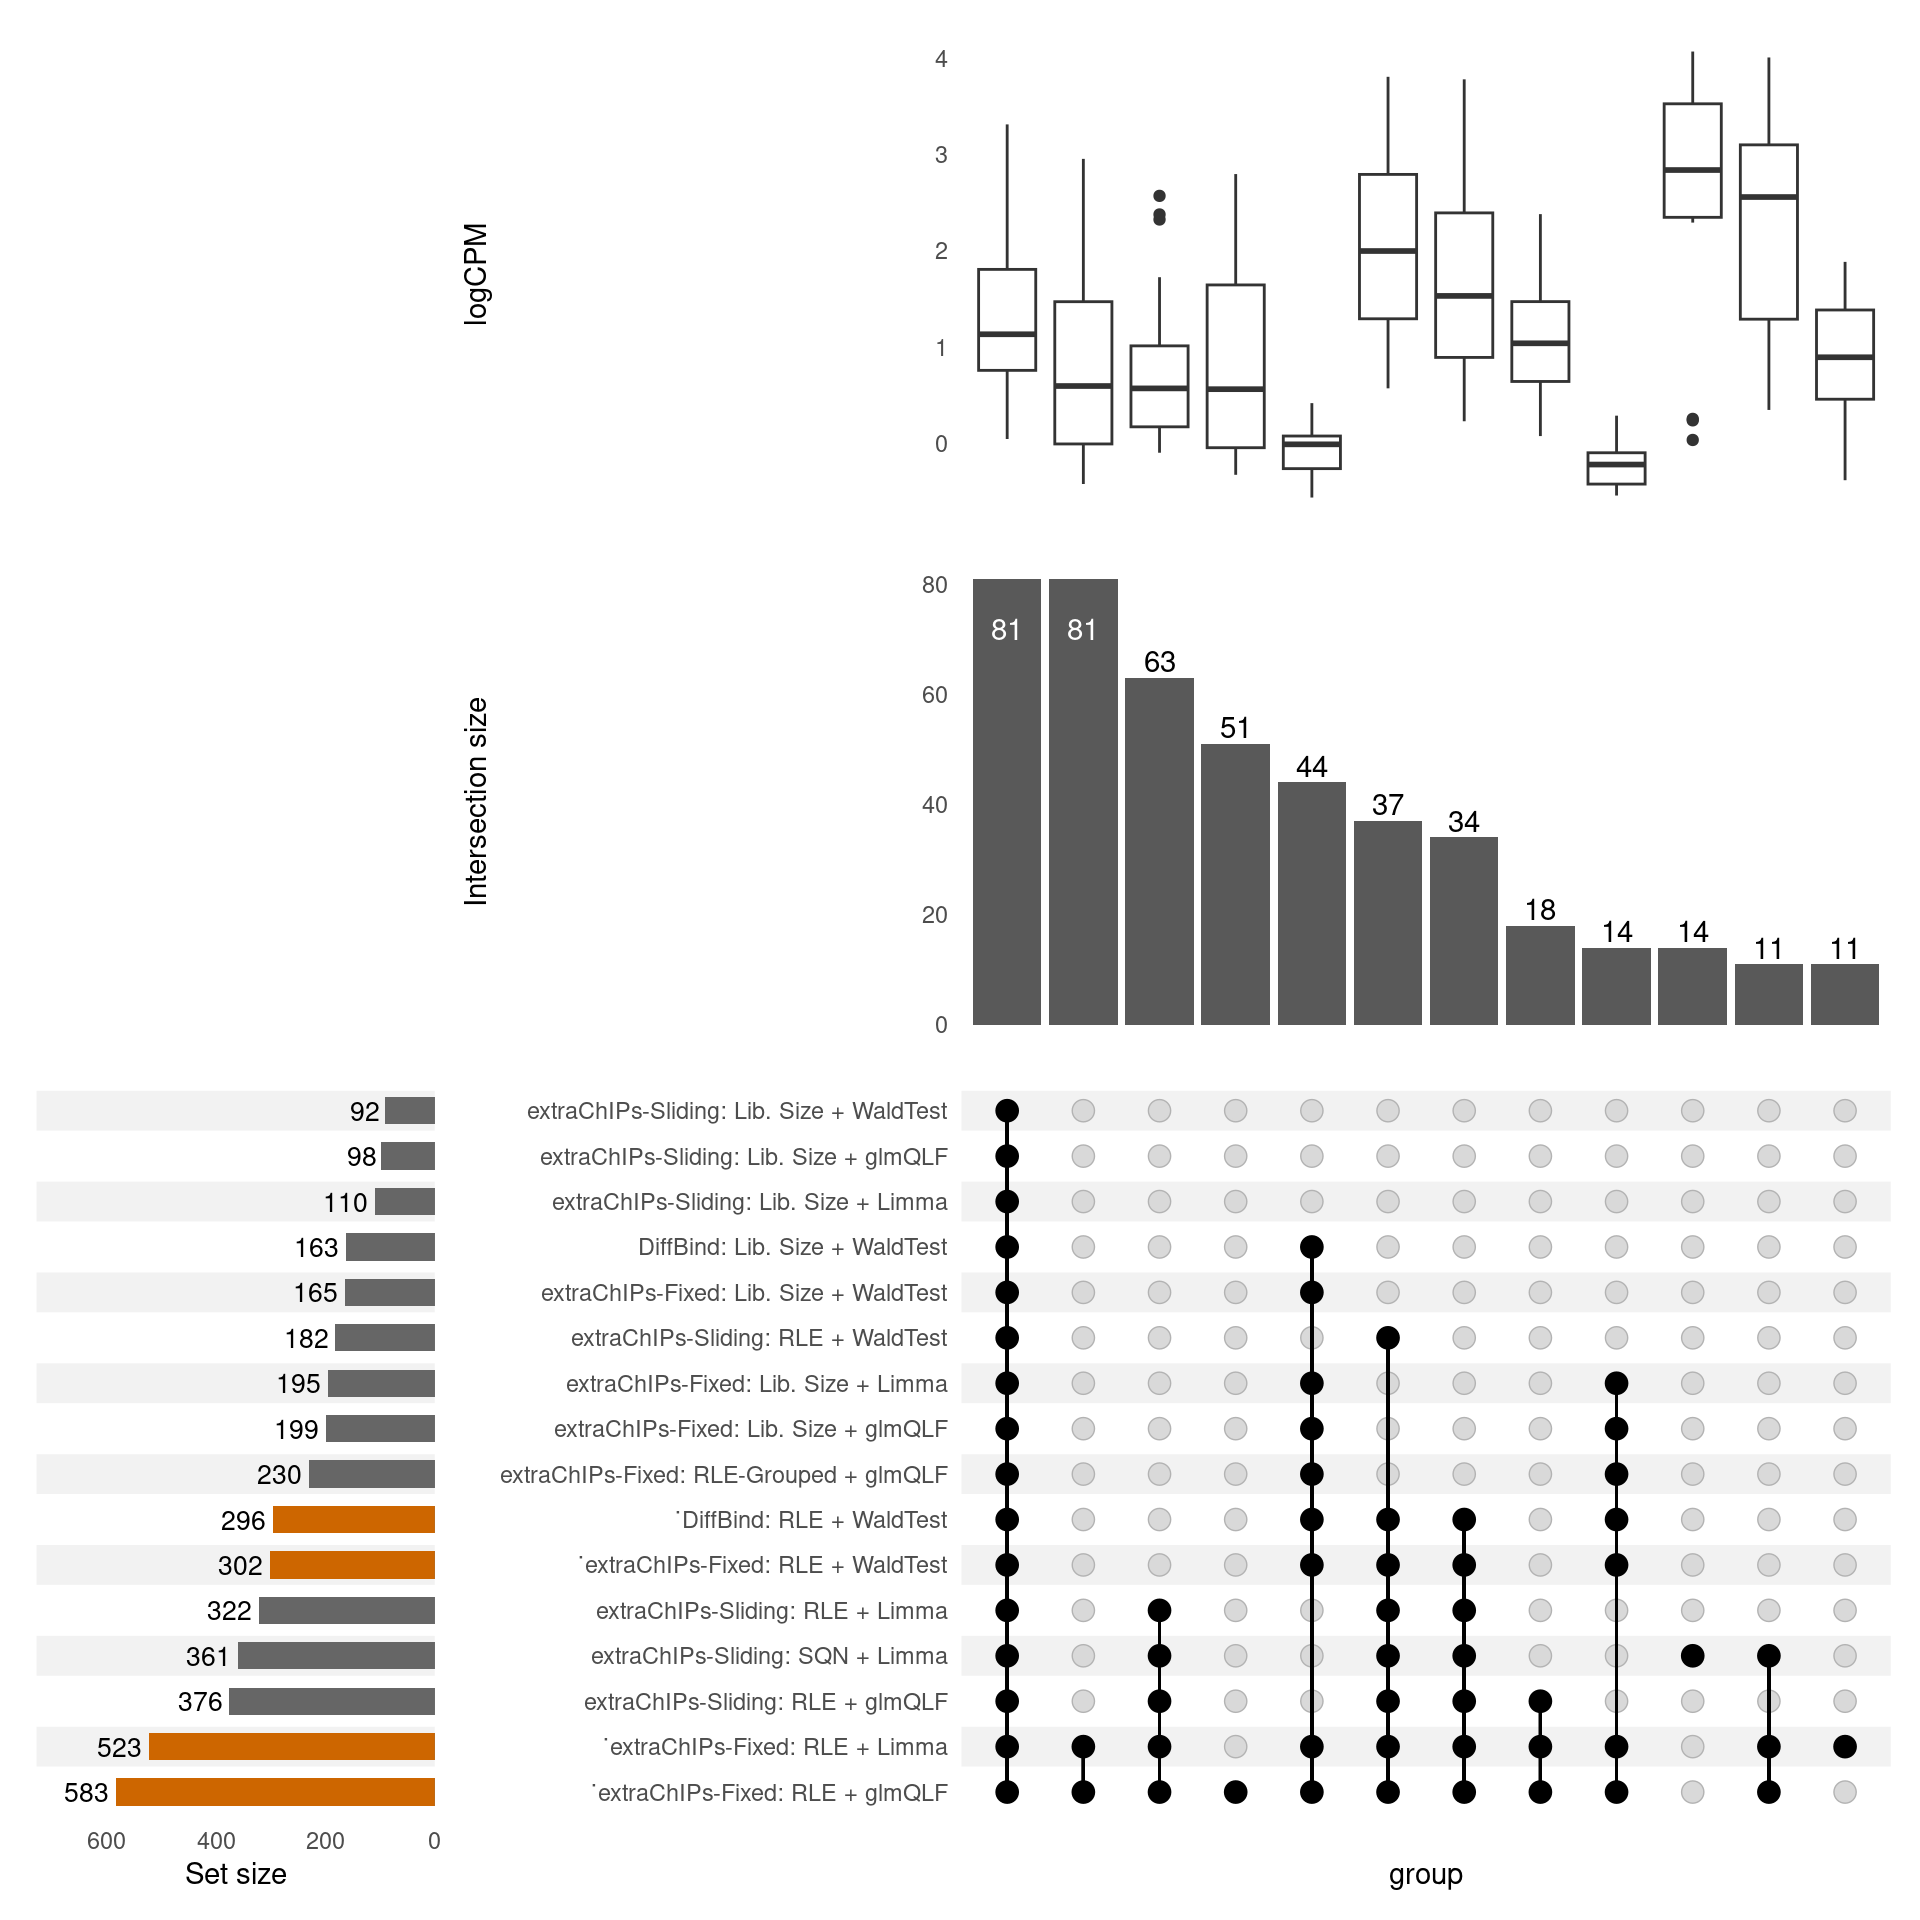 4
3
2
1
0
logCPM
80
60
40
20
0
Intersection size
81 81 63 51 44 37 34 18 14 14 11 11
92 extraChIPs-Sliding: Lib. Size + WaldTest
98 extraChIPs-Sliding: Lib. Size + glmQLF
110 extraChIPs-Sliding: Lib. Size + Limma
163 DiffBind: Lib. Size + WaldTest
165 extraChIPs-Fixed: Lib. Size + WaldTest
182 extraChIPs-Sliding: RLE + WaldTest
195 extraChIPs-Fixed: Lib. Size + Limma
199 extraChIPs-Fixed: Lib. Size + glmQLF
230 extraChIPs-Fixed: RLE-Grouped + glmQLF
296 ˙DiffBind: RLE + WaldTest
302 ˙extraChIPs-Fixed: RLE + WaldTest
322 extraChIPs-Sliding: RLE + Limma
361 extraChIPs-Sliding: SQN + Limma
376 extraChIPs-Sliding: RLE + glmQLF
523 ˙extraChIPs-Fixed: RLE + Limma
583 ˙extraChIPs-Fixed: RLE + glmQLF
600 400 200 0
Set size
group